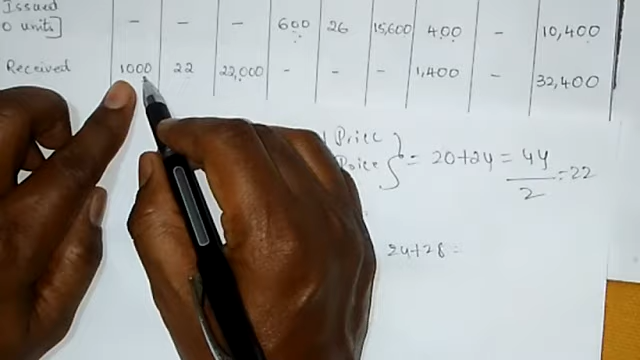 Issued - - - 600 26 15,600 400 - 10,400
units]
Received 1000 22 22,000 - - - 1,400 - 32,400
Price
Price } = 20+24 = 44/2 = 22
24+28 =